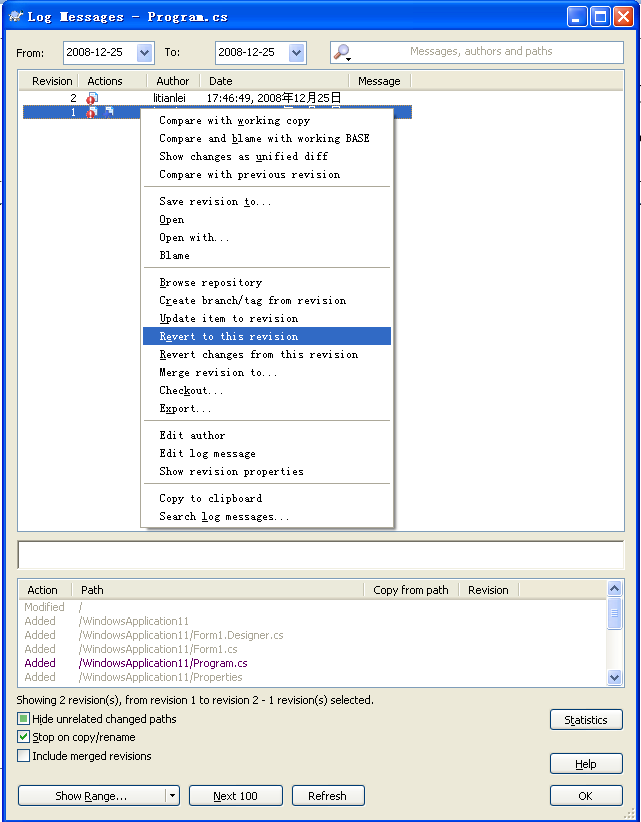 Log Messages - Program.cs
From: 2008-12-25 To: 2008-12-25 Messages, authors and paths
Revision Actions Author Date Message
2 litianlei 17:46:49, 2008年12月25日
1
Compare with working copy
Compare and blame with working BASE
Show changes as unified diff
Compare with previous revision
Save revision to...
Open
Open with...
Blame
Browse repository
Create branch/tag from revision
Update item to revision
Revert to this revision
Revert changes from this revision
Merge revision to...
Checkout...
Export...
Edit author
Edit log message
Show revision properties
Copy to clipboard
Search log messages...
Action Path Copy from path Revision
Modified /
Added /WindowsApplication11
Added /WindowsApplication11/Form1.Designer.cs
Added /WindowsApplication11/Form1.cs
Added /WindowsApplication11/Program.cs
Added /WindowsApplication11/Properties
Showing 2 revision(s), from revision 1 to revision 2 - 1 revision(s) selected.
Hide unrelated changed paths
Statistics
Stop on copy/rename
Include merged revisions
Help
Show Range... Next 100 Refresh OK